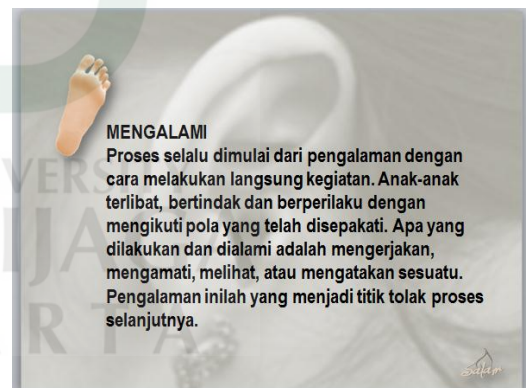 MENGALAMI
Proses selalu dimulai dari pengalaman dengan
cara melakukan langsung kegiatan. Anak-anak
terlibat, bertindak dan berperilaku dengan
mengikuti pola yang telah disepakati. Apa yang
dilakukan dan dialami adalah mengerjakan,
mengamati, melihat, atau mengatakan sesuatu.
Pengalaman inilah yang menjadi titik tolak proses
selanjutnya.
salam